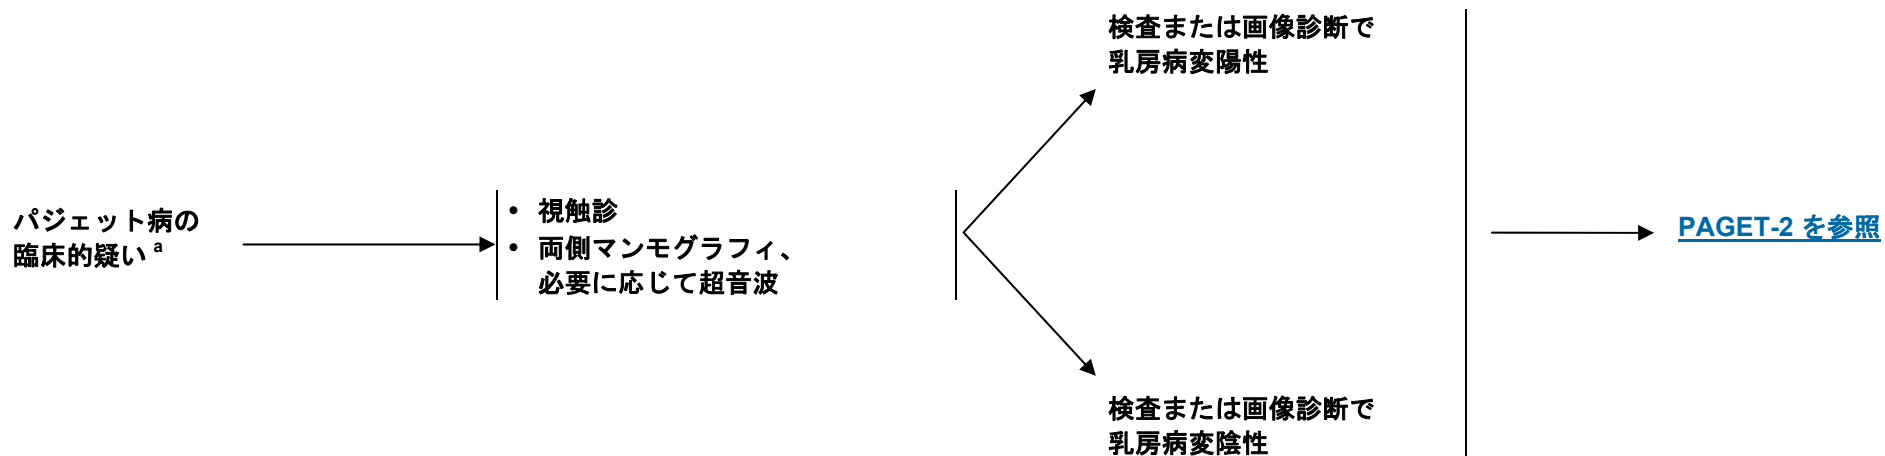 パジェット病の
臨床的疑い a
• 視触診
• 両側マンモグラフィ、
必要に応じて超音波
検査または画像診断で
乳房病変陽性
検査または画像診断で
乳房病変陰性
PAGET-2 を参照